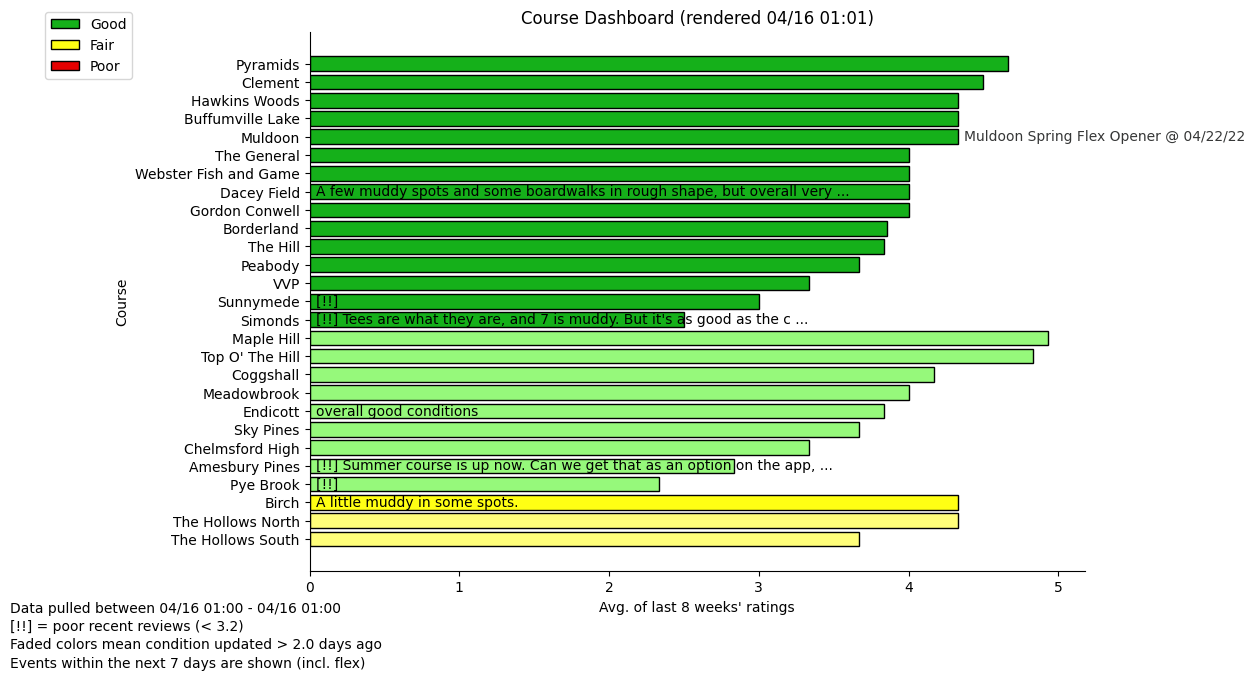 Course Dashboard (rendered 04/16 01:01)
Good
Fair
Poor
Course
Pyramids
Clement
Hawkins Woods
Buffumville Lake
Muldoon Muldoon Spring Flex Opener @ 04/22/22
The General
Webster Fish and Game
Dacey Field A few muddy spots and some boardwalks in rough shape, but overall very ...
Gordon Conwell
Borderland
The Hill
Peabody
VVP
Sunnymede [!!]
Simonds [!!] Tees are what they are, and 7 is muddy. But it's as good as the c ...
Maple Hill
Top O' The Hill
Coggshall
Meadowbrook
Endicott overall good conditions
Sky Pines
Chelmsford High
Amesbury Pines [!!] Summer course is up now. Can we get that as an option on the app, ...
Pye Brook [!!]
Birch A little muddy in some spots.
The Hollows North
The Hollows South
0 1 2 3 4 5
Avg. of last 8 weeks' ratings
Data pulled between 04/16 01:00 - 04/16 01:00
[!!] = poor recent reviews (< 3.2)
Faded colors mean condition updated > 2.0 days ago
Events within the next 7 days are shown (incl. flex)